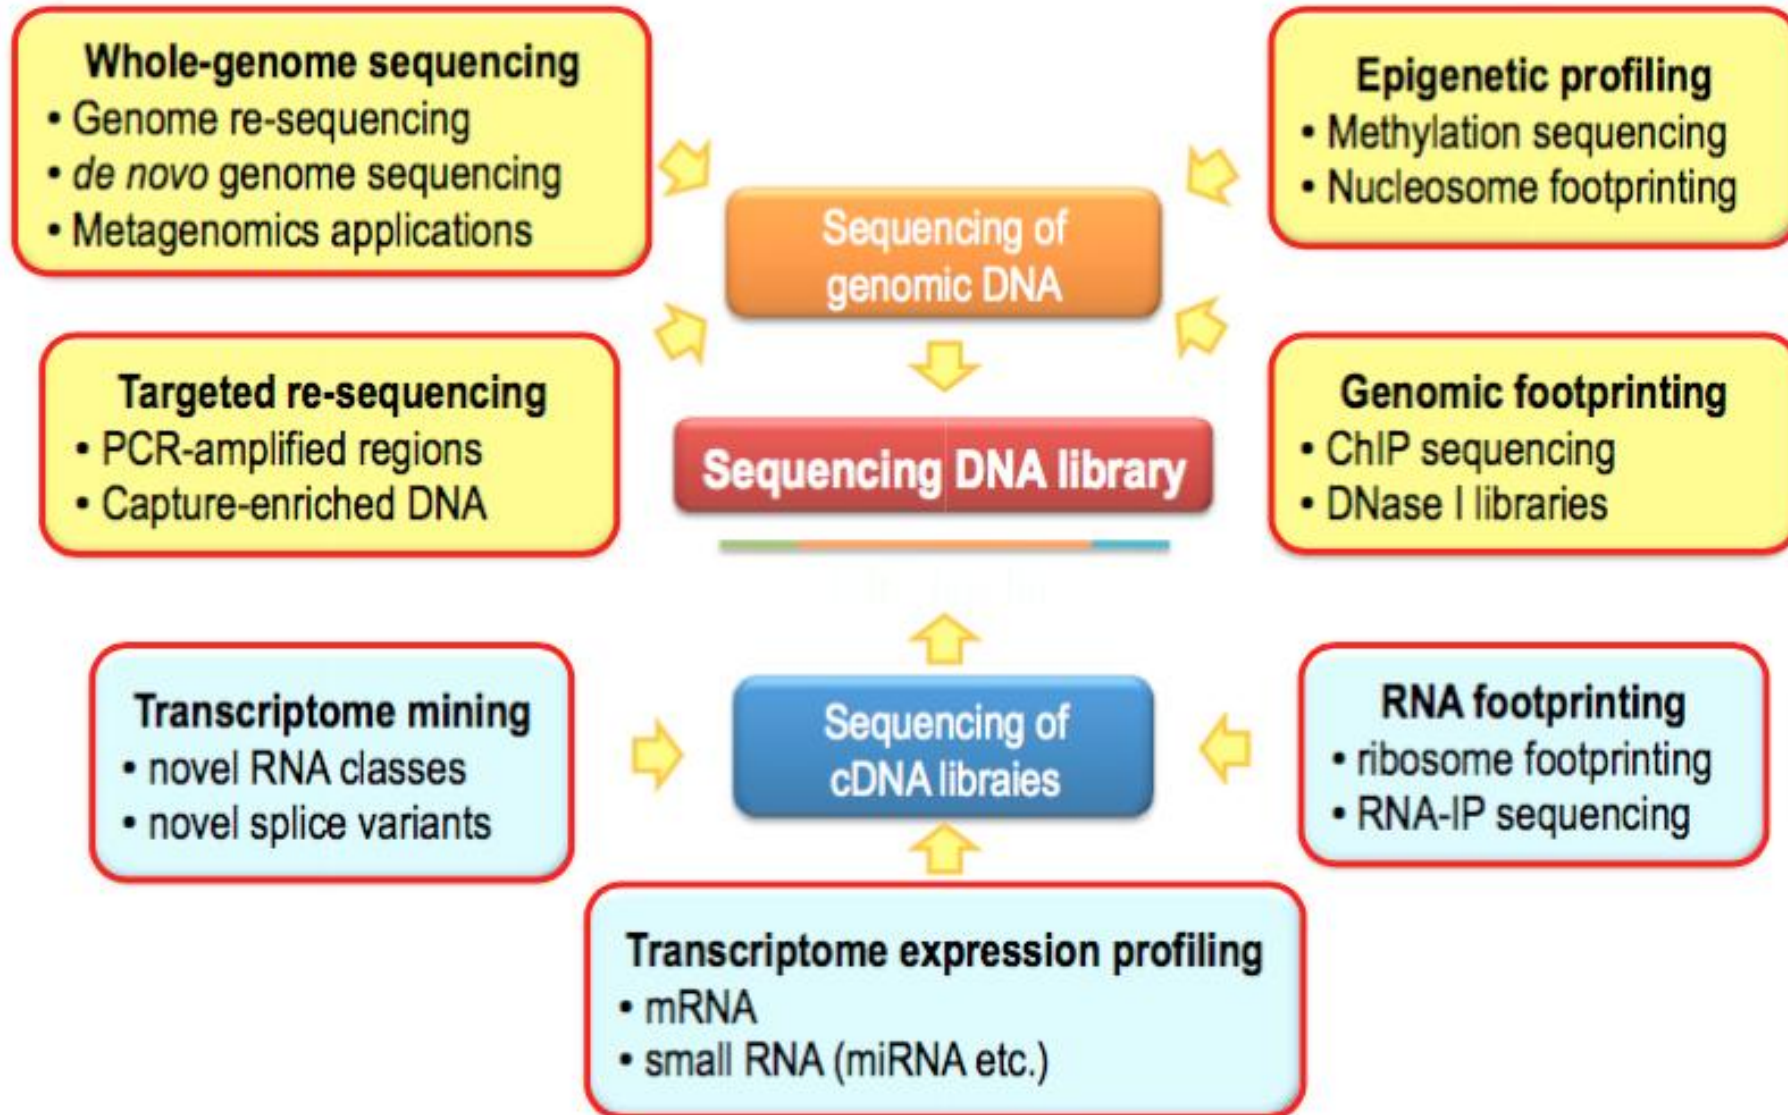 Whole-genome sequencing
• Genome re-sequencing
• de novo genome sequencing
• Metagenomics applications
Epigenetic profiling
• Methylation sequencing
• Nucleosome footprinting
Sequencing of
genomic DNA
Targeted re-sequencing
• PCR-amplified regions
• Capture-enriched DNA
Sequencing DNA library
Genomic footprinting
• ChIP sequencing
• DNase I libraries
Transcriptome mining
• novel RNA classes
• novel splice variants
Sequencing of
cDNA libraies
RNA footprinting
• ribosome footprinting
• RNA-IP sequencing
Transcriptome expression profiling
• mRNA
• small RNA (miRNA etc.)